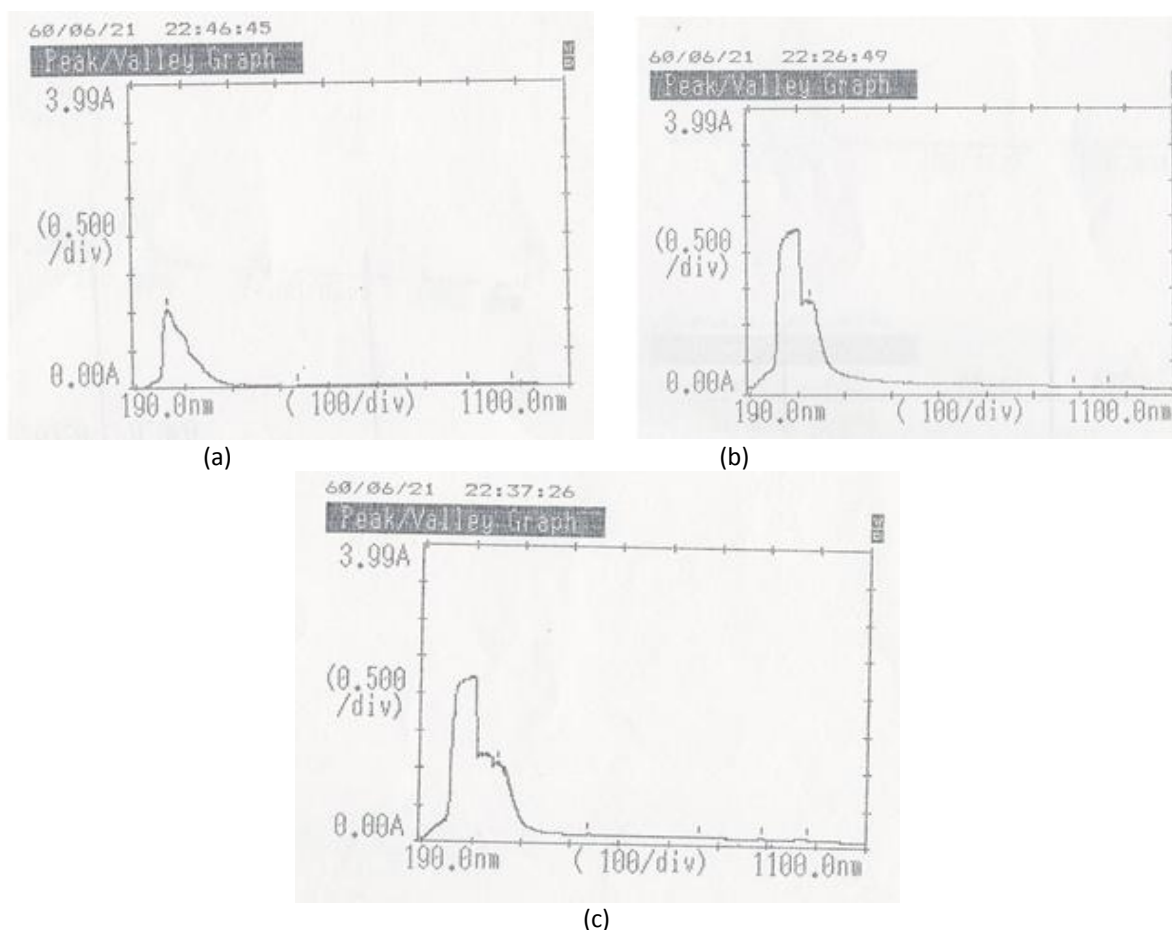 60/06/21 22:46:45
Peak/Valley Graph
3.99A
(0.500
/div)
0.00A
190.0nm ( 100/div) 1100.0nm
(a)
60/06/21 22:26:49
Peak/Valley Graph
3.99A
(0.500
/div)
0.00A
190.0nm ( 100/div) 1100.0nm
(b)
60/06/21 22:37:26
Peak/Valley Graph
3.99A
(0.500
/div)
0.00A
190.0nm ( 100/div) 1100.0nm
(c)